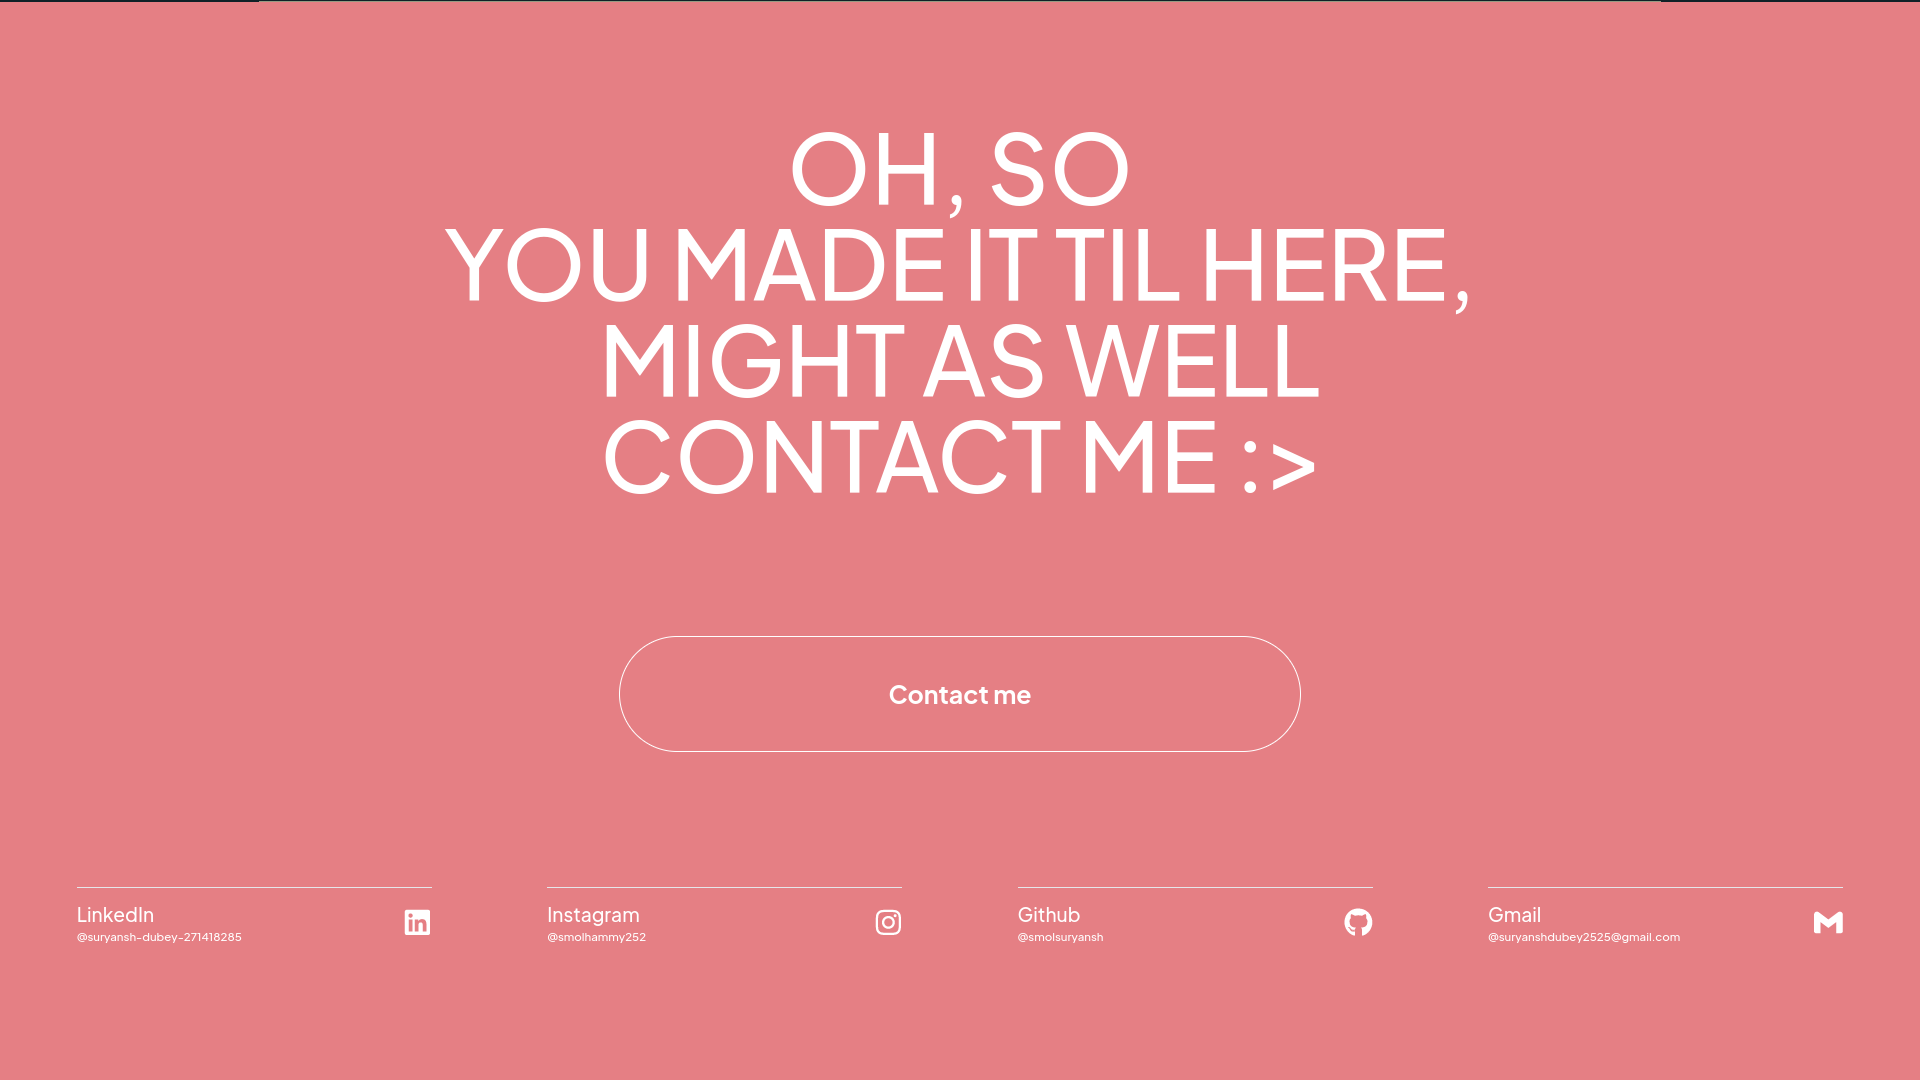 OH, SO
YOU MADE IT TIL HERE,
MIGHT AS WELL
CONTACT ME :>
Contact me
LinkedIn
@suryansh-dubey-271418285
Instagram
@smolhammy252
Github
@smolsuryansh
Gmail
@suryanshdubey2525@gmail.com